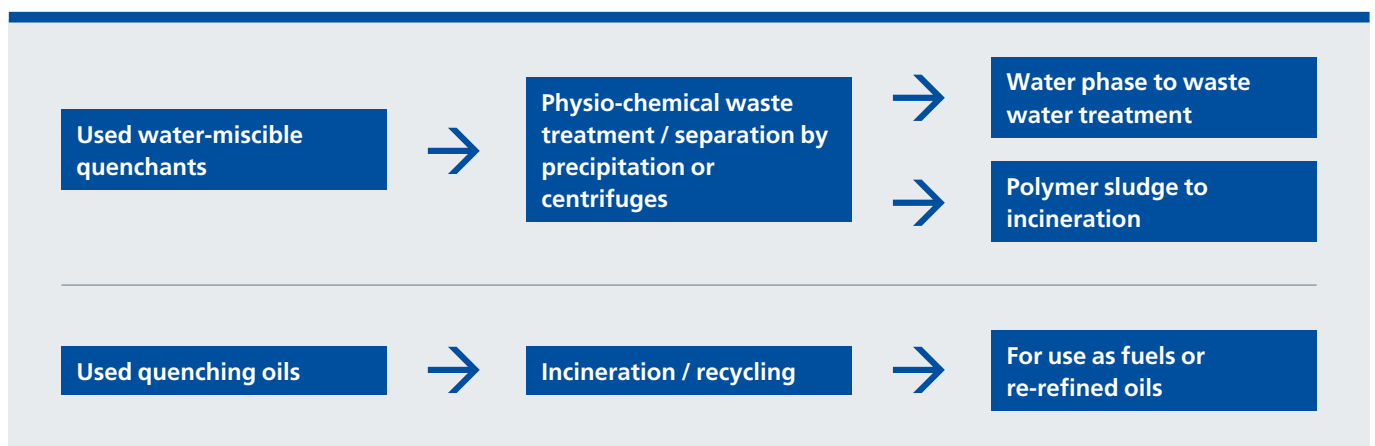 Used water-miscible
quenchants
Physio-chemical waste
treatment / separation by
precipitation or
centrifuges
Water phase to waste
water treatment
Polymer sludge to
incineration
Used quenching oils
Incineration / recycling
For use as fuels or
re-refined oils